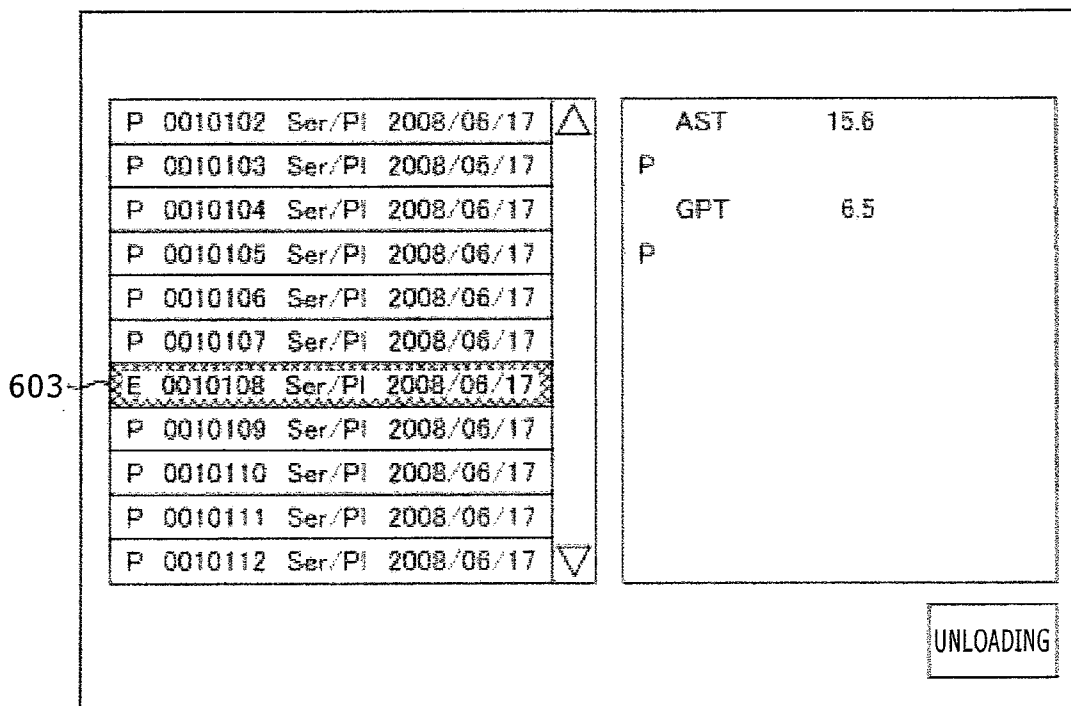 P 0010102 Ser/Pl 2008/06/17
P 0010103 Ser/Pl 2008/06/17
P 0010104 Ser/Pl 2008/06/17
P 0010105 Ser/Pl 2008/06/17
P 0010106 Ser/Pl 2008/06/17
P 0010107 Ser/Pl 2008/06/17
603 E 0010108 Ser/Pl 2008/06/17
P 0010109 Ser/Pl 2008/06/17
P 0010110 Ser/Pl 2008/06/17
P 0010111 Ser/Pl 2008/06/17
P 0010112 Ser/Pl 2008/06/17
AST 15.6
P
GPT 6.5
P
UNLOADING